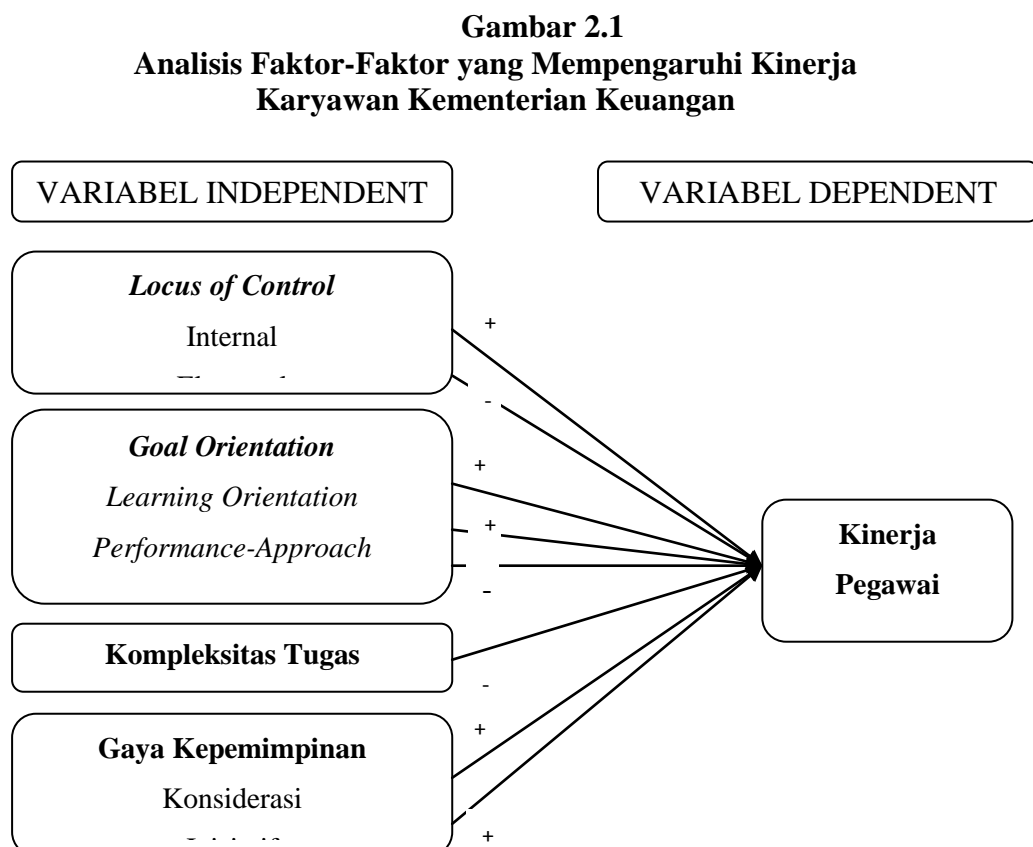 Gambar 2.1
Analisis Faktor-Faktor yang Mempengaruhi Kinerja
Karyawan Kementerian Keuangan
VARIABEL INDEPENDENT
VARIABEL DEPENDENT
Locus of Control
Internal
+
-
Goal Orientation
Learning Orientation
Performance-Approach
+
+
-
Kinerja
Pegawai
Kompleksitas Tugas
-
Gaya Kepemimpinan
Konsiderasi
+
+